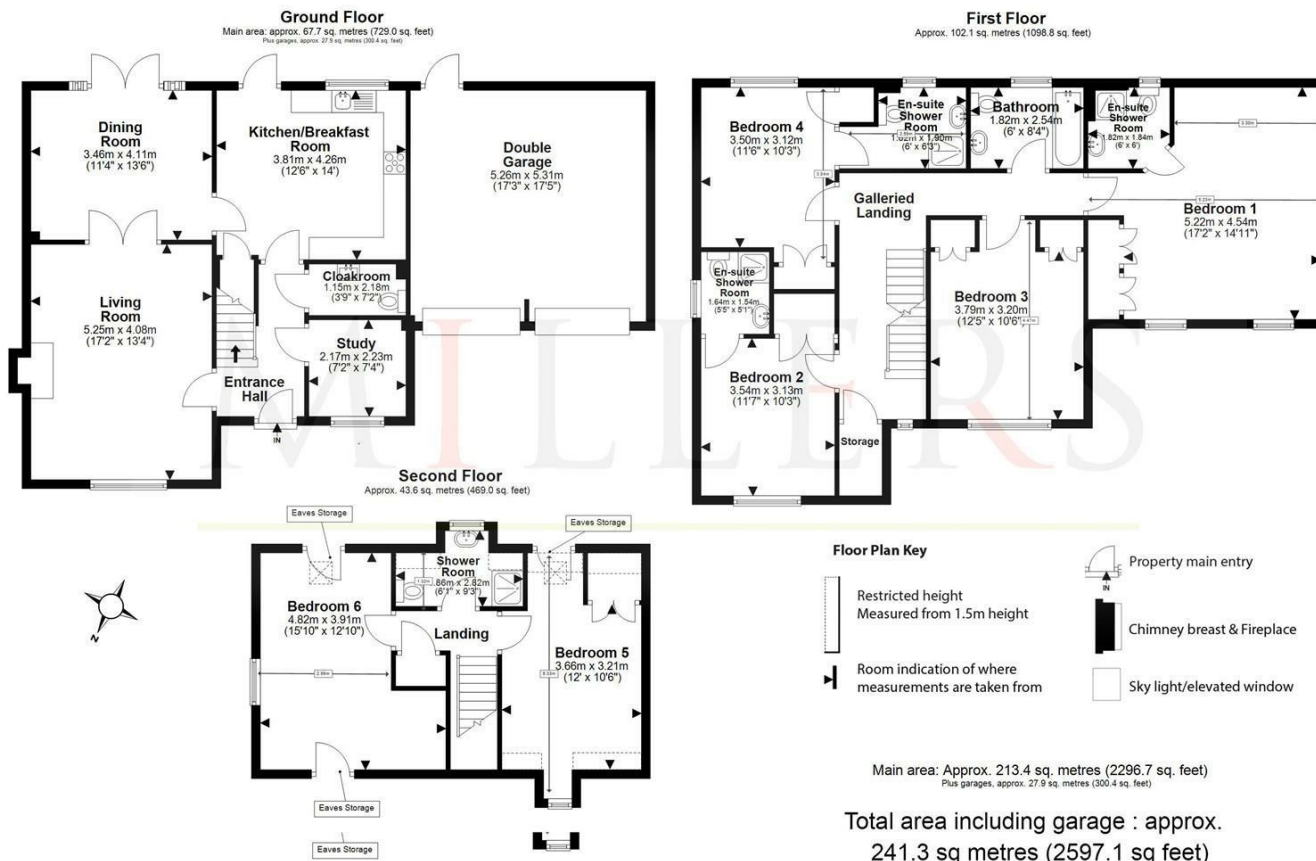 Ground Floor
Main area: approx. 67.7 sq. metres (729.0 sq. feet)
Plus garages, approx. 27.9 sq. metres (300.4 sq. feet)
Dining
Room
3.46m x 4.11m
(11'4" x 13'6")
Kitchen/Breakfast
Room
3.81m x 4.26m
(12'6" x 14')
Double
Garage
5.26m x 5.31m
(17'3" x 17'5")
Living
Room
5.25m x 4.08m
(17'2" x 13'4")
Cloakroom
1.15m x 2.18m
(3'9" x 7'2")
Study
2.17m x 2.23m
(7'2" x 7'4")
Entrance
Hall
IN
First Floor
Approx. 102.1 sq. metres (1098.8 sq. feet)
Bedroom 4
3.50m x 3.12m
(11'6" x 10'3")
En-suite
Shower
Room
(6' x 6'3")
Bathroom
1.82m x 2.54m
(6' x 8'4")
En-suite
Shower
Room
1.82m x 1.84m
(6' x 6')
Galleried
Landing
Bedroom 1
5.22m x 4.54m
(17'2" x 14'11")
En-suite
Shower
Room
1.64m x 1.54m
(5'5" x 5'1")
Bedroom 3
3.79m x 3.20m
(12'5" x 10'6")
Bedroom 2
3.54m x 3.13m
(11'7" x 10'3")
Storage
MILLERS
Second Floor
Approx. 43.6 sq. metres (469.0 sq. feet)
Eaves Storage
Eaves Storage
Shower
Room
.86m x 2.82m
(6'1" x 9'3")
Bedroom 6
4.82m x 3.91m
(15'10" x 12'10")
Landing
Bedroom 5
3.66m x 3.21m
(12' x 10'6")
Eaves Storage
Eaves Storage
N
Floor Plan Key
Restricted height
Measured from 1.5m height
Room indication of where
measurements are taken from
Property main entry
IN
Chimney breast & Fireplace
Sky light/elevated window
Main area: Approx. 213.4 sq. metres (2296.7 sq. feet)
Plus garages, approx. 27.9 sq. metres (300.4 sq. feet)
Total area including garage : approx.
241.3 sq metres (2597.1 sq feet)